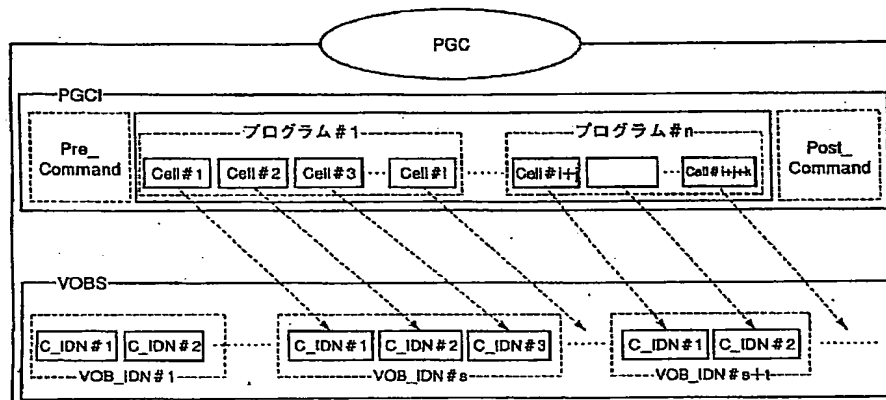 PGC
PGCI
Pre_
Command
プログラム#1
Cell#1 Cell#2 Cell#3 ··· Cell#i
······
プログラム#n
Cell#i+j ··· Cell#i+j+k
Post_
Command
VOBS
C_IDN#1 C_IDN#2 ········ C_IDN#1 C_IDN#2 C_IDN#3 ········ C_IDN#1 C_IDN#2 ········
VOB_IDN#1 VOB_IDN#s VOB_IDN#s+t